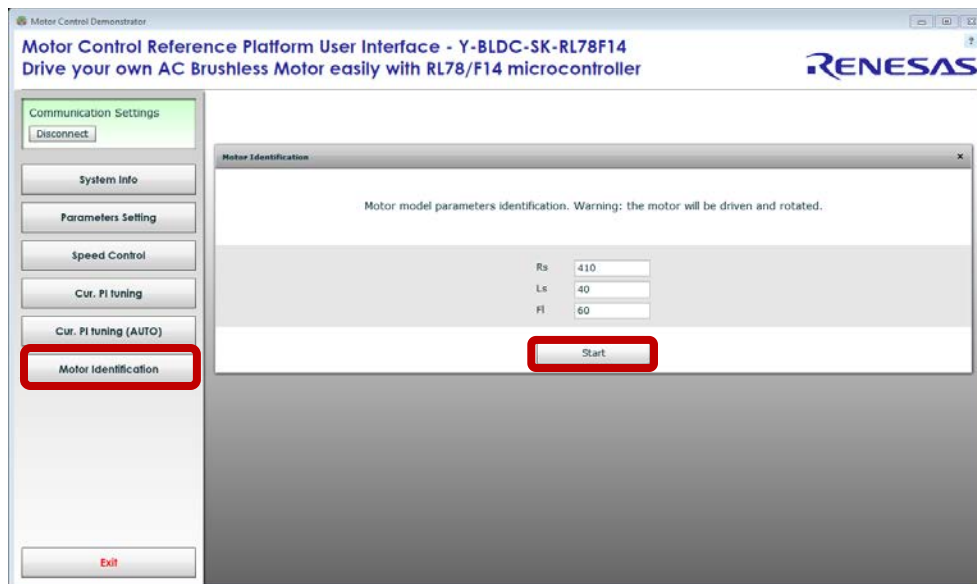 Motor Control Demonstrator
Motor Control Reference Platform User Interface - Y-BLDC-SK-RL78F14
Drive your own AC Brushless Motor easily with RL78/F14 microcontroller
RENESAS
?
Communication Settings
Disconnect
System Info
Parameters Setting
Speed Control
Cur. PI tuning
Cur. PI tuning (AUTO)
Motor Identification
Exit
Motor Identification
x
Motor model parameters identification. Warning: the motor will be driven and rotated.
Rs 410
Ls 40
Fl 60
Start